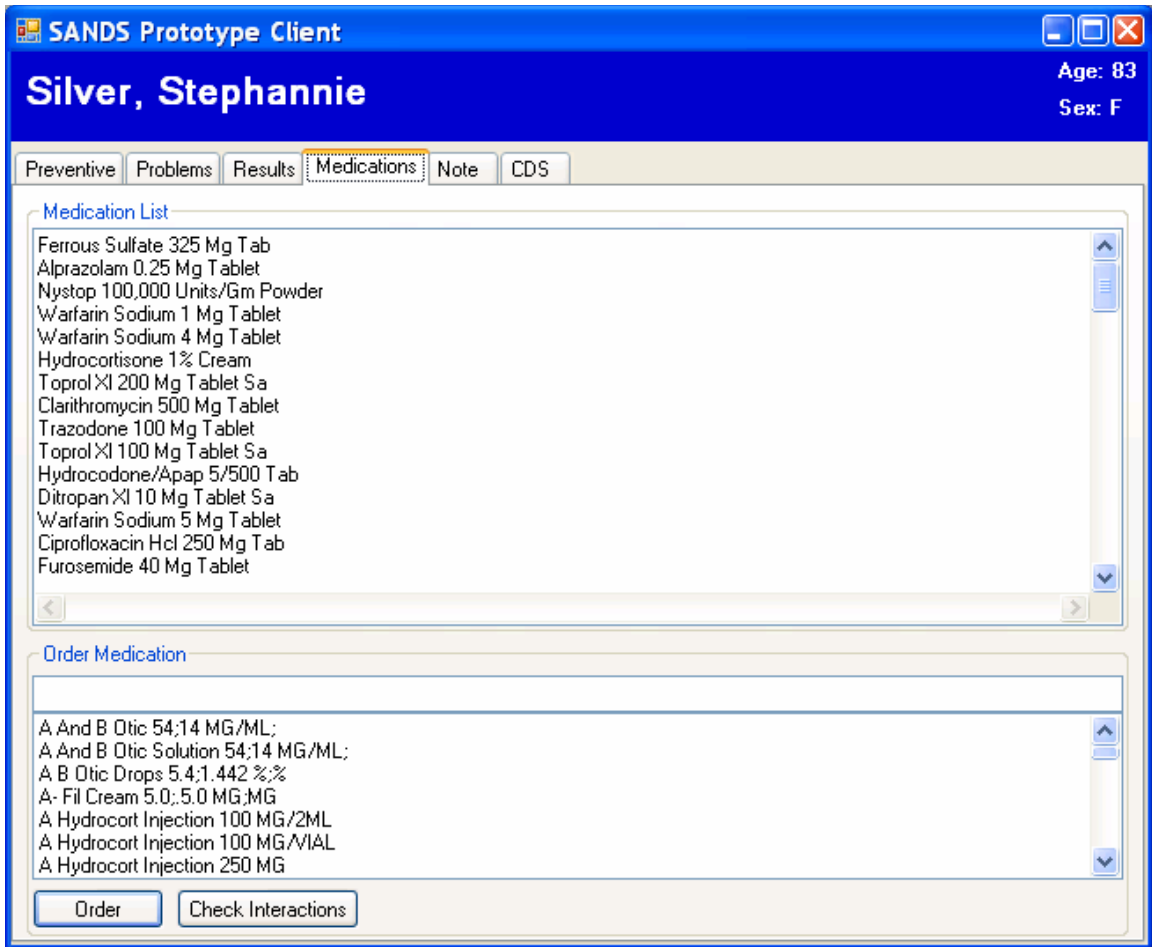 SANDS Prototype Client
Silver, Stephannie
Age: 83
Sex: F
Preventive Problems Results Medications Note CDS
Medication List
Ferrous Sulfate 325 Mg Tab
Alprazolam 0.25 Mg Tablet
Nystop 100,000 Units/Gm Powder
Warfarin Sodium 1 Mg Tablet
Warfarin Sodium 4 Mg Tablet
Hydrocortisone 1% Cream
Toprol Xl 200 Mg Tablet Sa
Clarithromycin 500 Mg Tablet
Trazodone 100 Mg Tablet
Toprol Xl 100 Mg Tablet Sa
Hydrocodone/Apap 5/500 Tab
Ditropan Xl 10 Mg Tablet Sa
Warfarin Sodium 5 Mg Tablet
Ciprofloxacin Hcl 250 Mg Tab
Furosemide 40 Mg Tablet
Order Medication
A And B Otic 54;14 MG/ML;
A And B Otic Solution 54;14 MG/ML;
A B Otic Drops 5.4;1.442 %;%
A- Fil Cream 5.0;.5.0 MG;MG
A Hydrocort Injection 100 MG/2ML
A Hydrocort Injection 100 MG/VIAL
A Hydrocort Injection 250 MG
Order Check Interactions